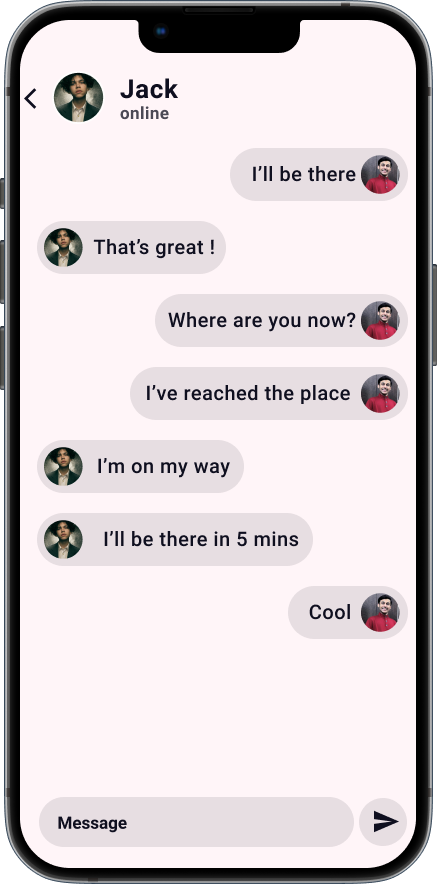 Jack
online
I’ll be there
That’s great !
Where are you now?
I’ve reached the place
I’m on my way
I’ll be there in 5 mins
Cool
Message